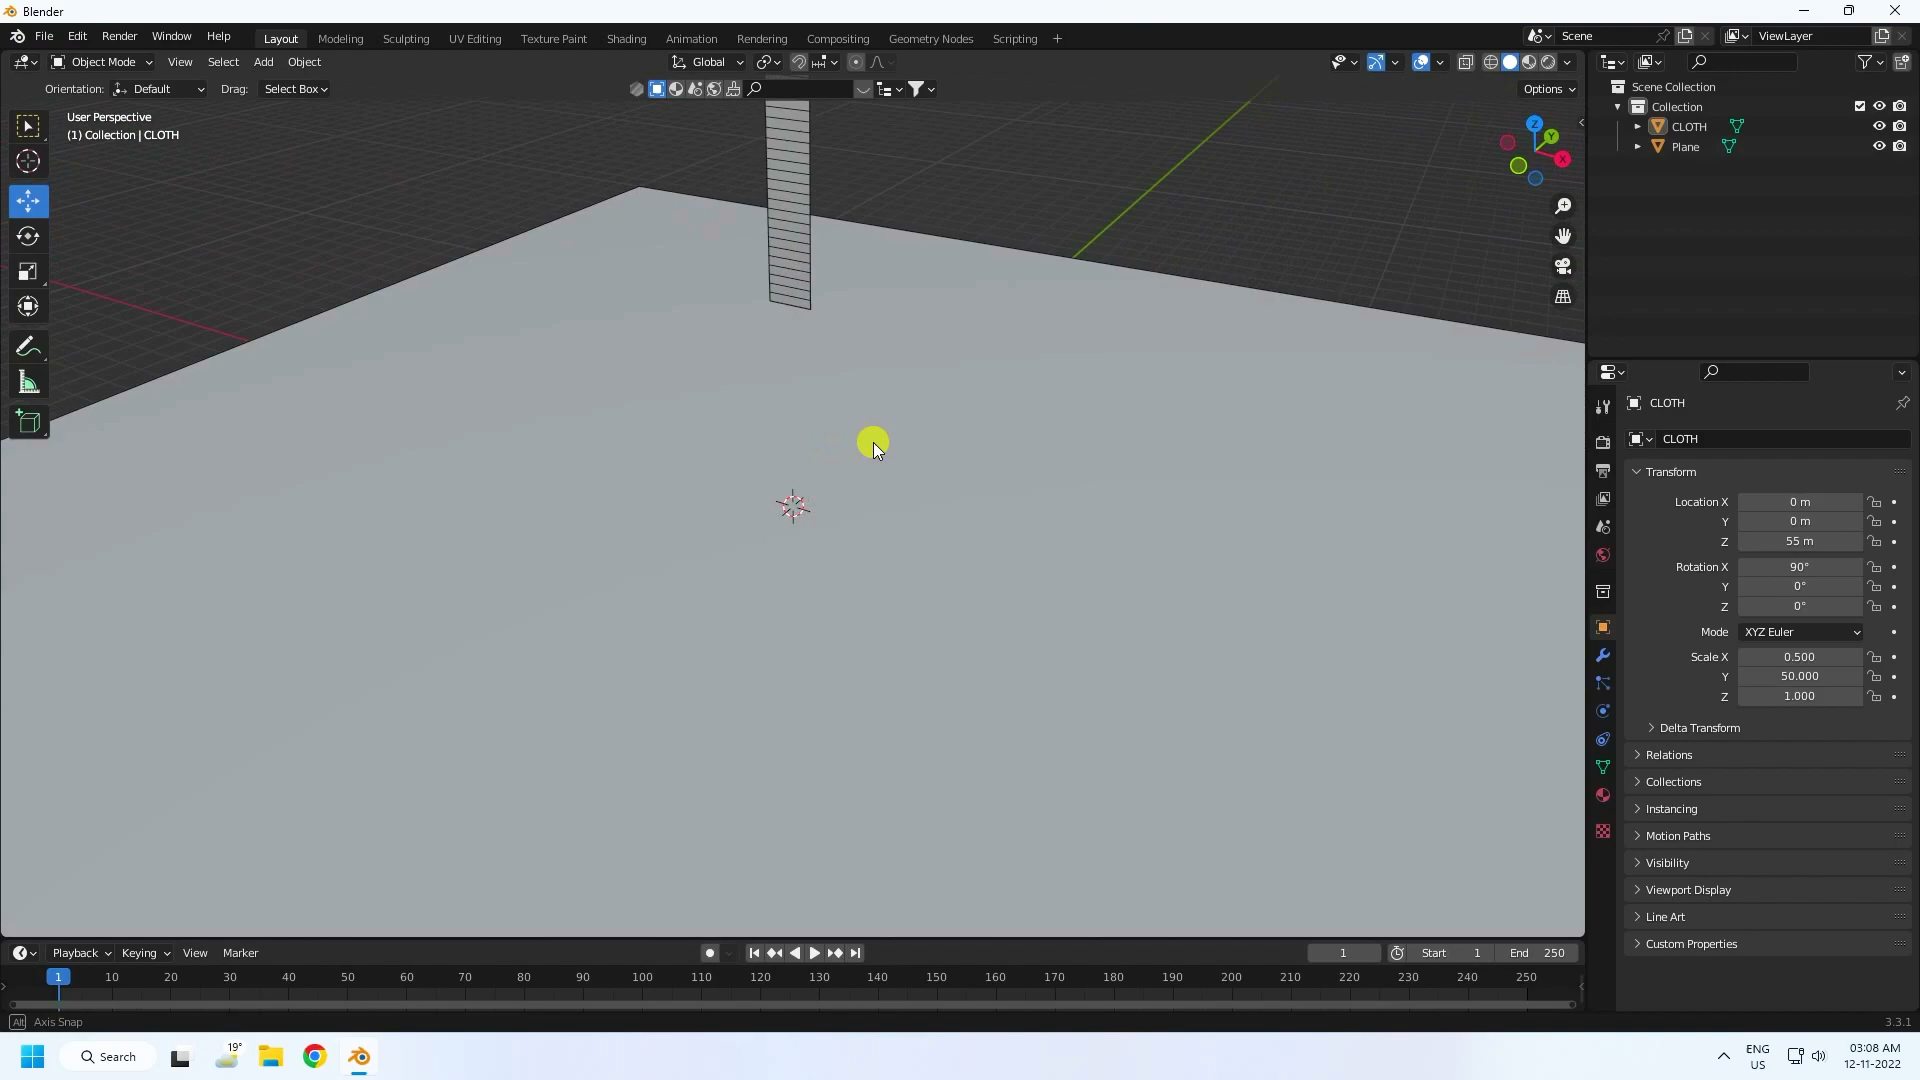 Blender
File Edit Render Window Help
Layout Modeling Sculpting UV Editing Texture Paint Shading Animation Rendering Compositing Geometry Nodes Scripting +
Scene
ViewLayer
Object Mode View Select Add Object
Global
Orientation: Default Drag: Select Box
Options
User Perspective
(1) Collection | CLOTH
Z
Y
X
Scene Collection
Collection
CLOTH
Plane
CLOTH
CLOTH
Transform
Location X 0 m
Y 0 m
Z 55 m
Rotation X 90°
Y 0°
Z 0°
Mode XYZ Euler
Scale X 0.500
Y 50.000
Z 1.000
Delta Transform
Relations
Collections
Instancing
Motion Paths
Visibility
Viewport Display
Line Art
Custom Properties
Playback Keying View Marker
1 Start 1 End 250
1 10 20 30 40 50 60 70 80 90 100 110 120 130 140 150 160 170 180 190 200 210 220 230 240 250
Alt Axis Snap
3.3.1
Search
19°
ENG
US
03:08 AM
12-11-2022